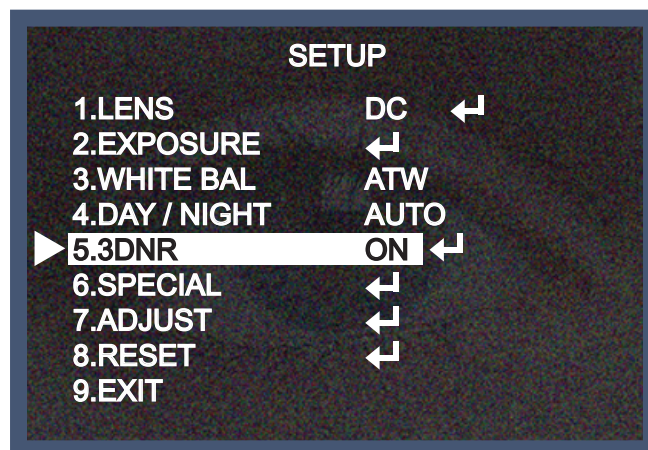 SETUP
1.LENS DC ↵
2.EXPOSURE ↵
3.WHITE BAL ATW
4.DAY / NIGHT AUTO
5.3DNR ON ↵
6.SPECIAL ↵
7.ADJUST ↵
8.RESET ↵
9.EXIT